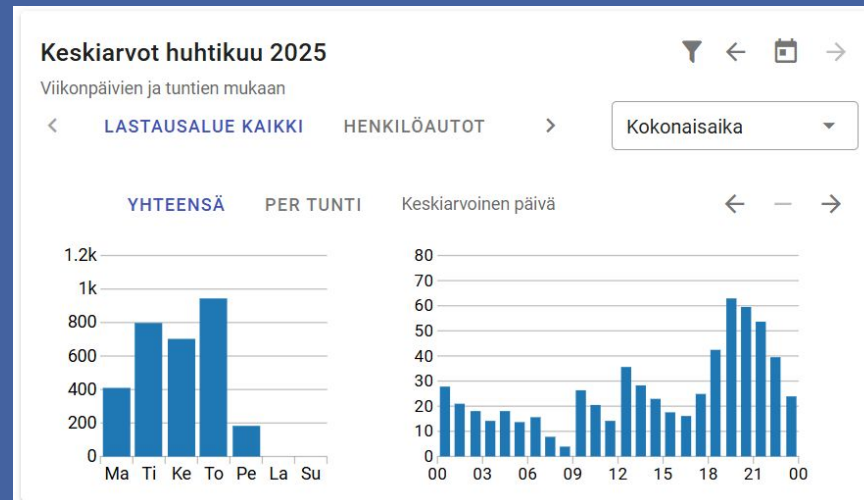 Keskiarvot huhtikuu 2025
Viikonpäivien ja tuntien mukaan
LASTAUSALUE KAIKKI HENKILÖAUTOT
Kokonaisaika
YHTEENSÄ PER TUNTI Keskiarvoinen päivä
1.2k
1k
800
600
400
200
0
Ma Ti Ke To Pe La Su
80
70
60
50
40
30
20
10
0
00 03 06 09 12 15 18 21 00